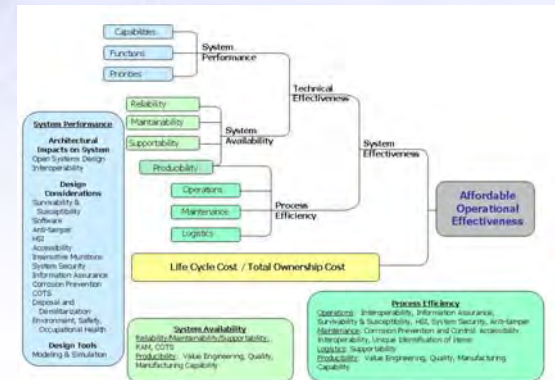 Capabilities
Functions
Priorities
System
Performance
Technical
Effectiveness
Reliability
Maintainability
Supportability
System
Availability
System
Effectiveness
Producibility
Operations
Maintenance
Logistics
Process
Efficiency
Affordable
Operational
Effectiveness
Life Cycle Cost / Total Ownership Cost
System Performance
Architectural
Impacts on System
Open Systems Design
Interoperability
Design
Considerations
Survivability &
Susceptibility
Software
Anti-tamper
HSI
Accessibility
Insensitive Munitions
System Security
Information Assurance
Corrosion Prevention
COTS
Disposal and
Demilitarization
Environment, Safety,
Occupational Health
Design Tools
Modeling & Simulation
System Availability
Reliability/Maintainability/Supportability:
RAM, COTS
Producibility: Value Engineering, Quality,
Manufacturing Capability
Process Efficiency
Operations: Interoperability, Information Assurance,
Survivability & Susceptibility, HSI, System Security, Anti-tamper
Maintenance: Corrosion Prevention and Control, Accessibility,
Interoperability, Unique Identification of Items
Logistics: Supportability
Producibility: Value Engineering, Quality, Manufacturing
Capability